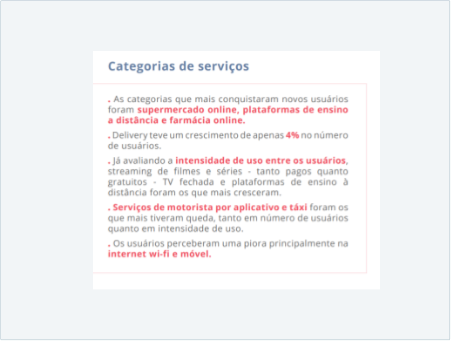 Categorias de serviços
. As categorias que mais conquistaram novos usuários
foram supermercado online, plataformas de ensino
a distância e farmácia online.
. Delivery teve um crescimento de apenas 4% no número
de usuários.
. Já avaliando a intensidade de uso entre os usuários,
streaming de filmes e séries - tanto pagos quanto
gratuitos - TV fechada e plataformas de ensino à
distância foram os que mais cresceram.
. Serviços de motorista por aplicativo e táxi foram os
que mais tiveram queda, tanto em número de usuários
quanto em intensidade de uso.
. Os usuários perceberam uma piora principalmente na
internet wi-fi e móvel.